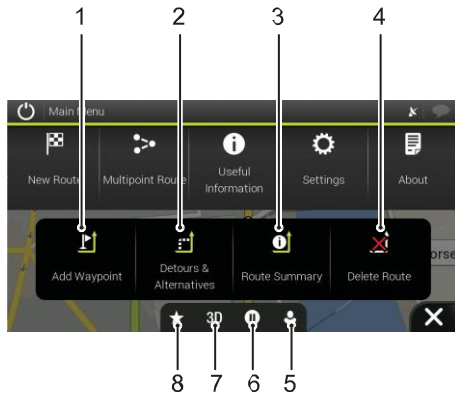 1 2 3 4
Main Menu
New Route Multipoint Route Useful Information Settings About
orse
Add Waypoint Detours & Alternatives Route Summary Delete Route
3D
8 7 6 5